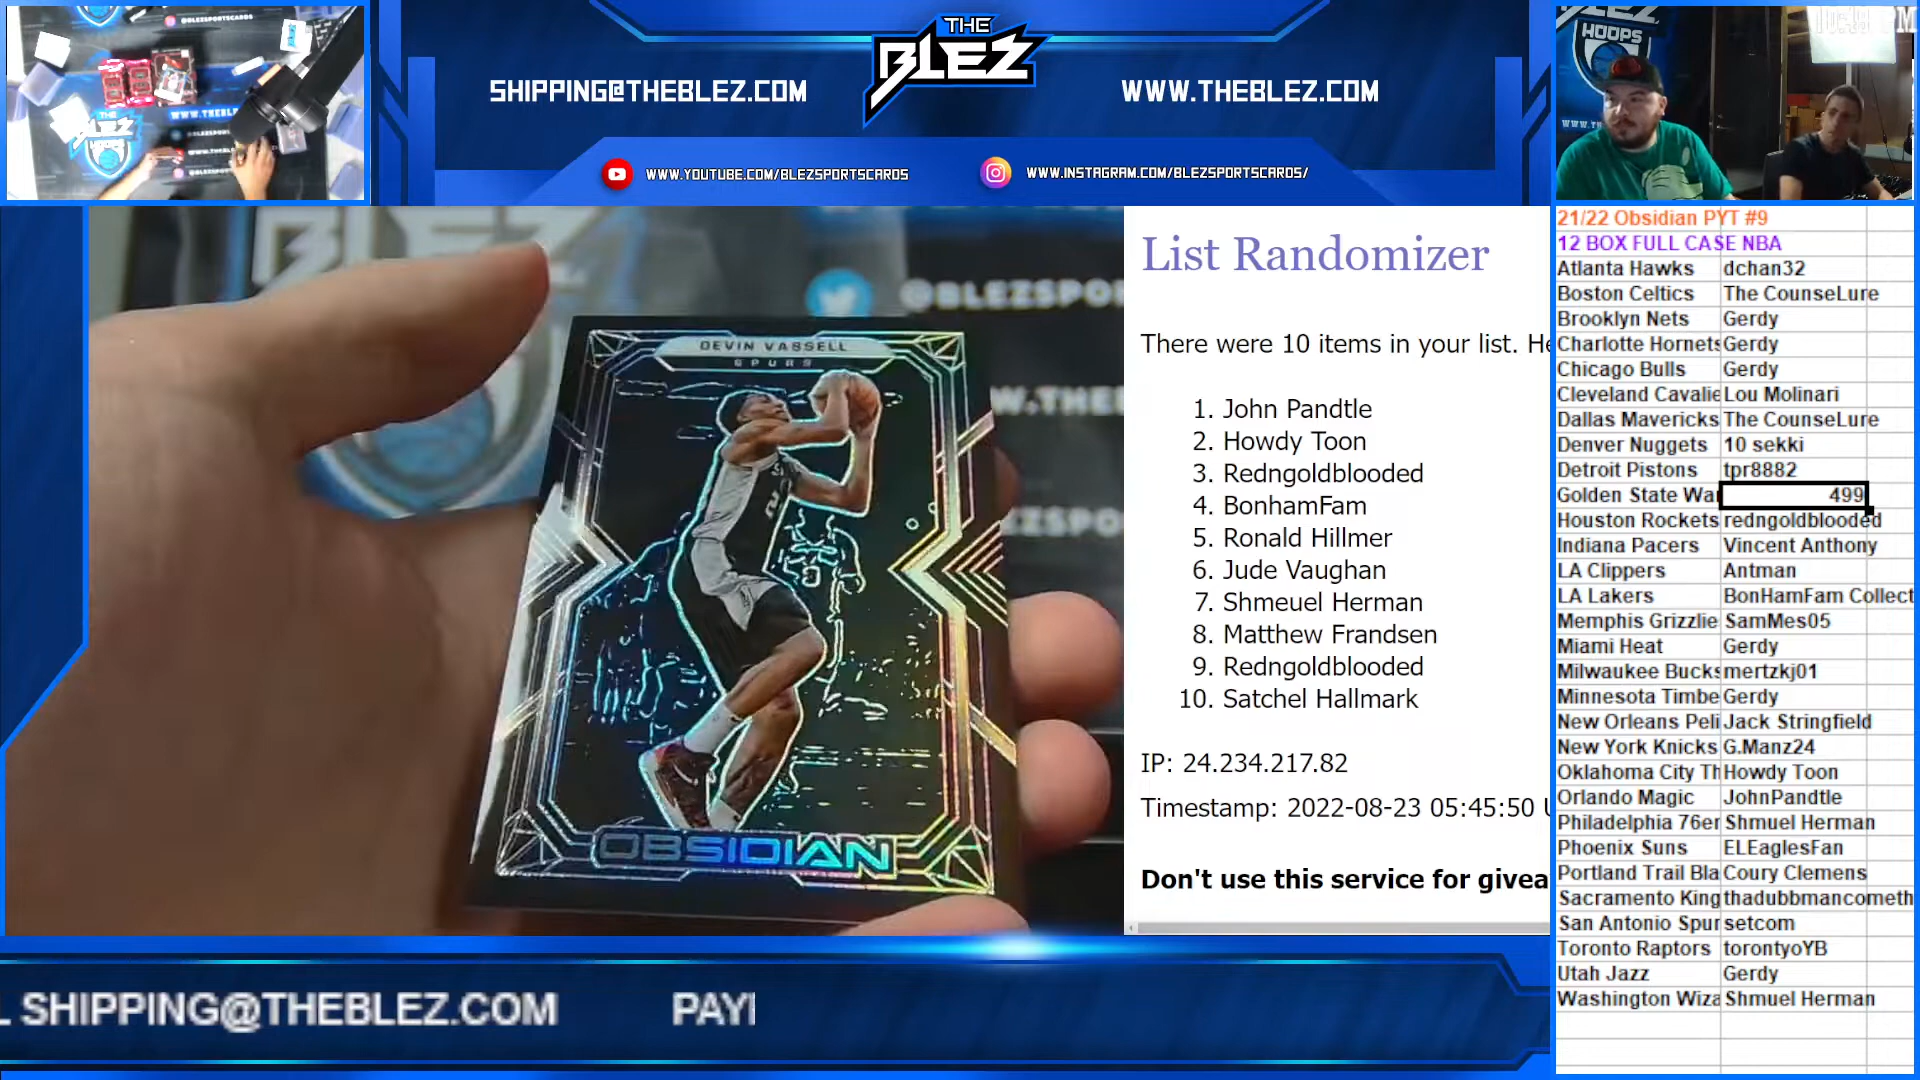 SHIPPING@THEBLEZ.COM
THE
BLEZ
WWW.THEBLEZ.COM
WWW.YOUTUBE.COM/BLEZSPORTSCARDS
WWW.INSTAGRAM.COM/BLEZSPORTSCARDS/
HOOPS
DEVIN VASSELL
SPURS
OBSIDIAN
List Randomizer
There were 10 items in your list. He
1. John Pandtle
2. Howdy Toon
3. Redngoldblooded
4. BonhamFam
5. Ronald Hillmer
6. Jude Vaughan
7. Shmeuel Herman
8. Matthew Frandsen
9. Redngoldblooded
10. Satchel Hallmark
IP: 24.234.217.82
Timestamp: 2022-08-23 05:45:50 U
Don't use this service for givea
21/22 Obsidian PYT #9
12 BOX FULL CASE NBA
Atlanta Hawks dchan32
Boston Celtics The CounseLure
Brooklyn Nets Gerdy
Charlotte Hornets Gerdy
Chicago Bulls Gerdy
Cleveland Cavalie Lou Molinari
Dallas Mavericks The CounseLure
Denver Nuggets 10 sekki
Detroit Pistons tpr8882
Golden State Wa 499
Houston Rockets redngoldblooded
Indiana Pacers Vincent Anthony
LA Clippers Antman
LA Lakers BonHamFam Collect
Memphis Grizzlie SamMes05
Miami Heat Gerdy
Milwaukee Bucks mertzkj01
Minnesota Timbe Gerdy
New Orleans Peli Jack Stringfield
New York Knicks G.Manz24
Oklahoma City Th Howdy Toon
Orlando Magic JohnPandtle
Philadelphia 76er Shmuel Herman
Phoenix Suns ELEaglesFan
Portland Trail Bla Coury Clemens
Sacramento King thadubbmancometh
San Antonio Spur setcom
Toronto Raptors torontyoYB
Utah Jazz Gerdy
Washington Wiza Shmuel Herman
L SHIPPING@THEBLEZ.COM PAY